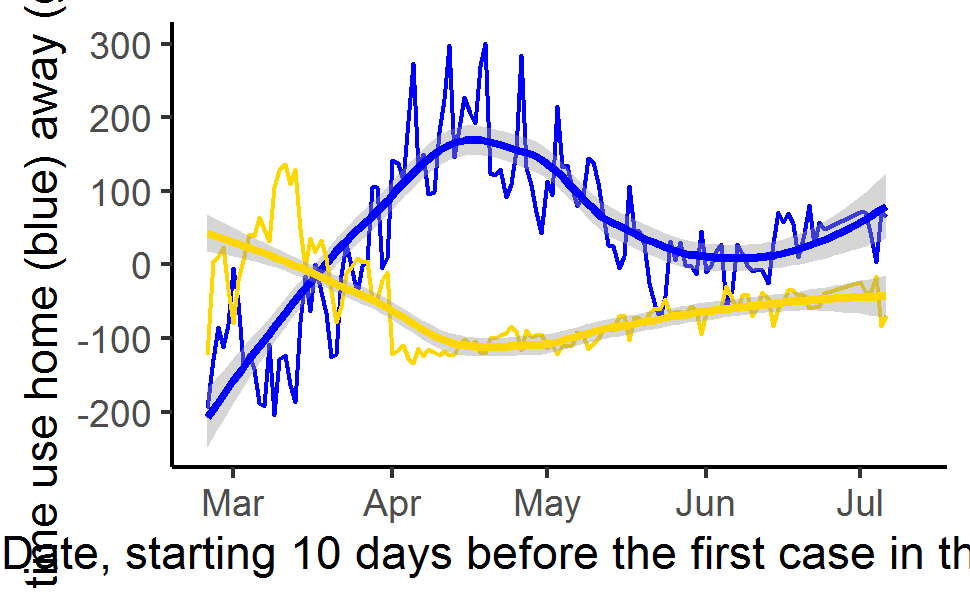 time use home (blue) away (
300
200
100
0
-100
-200
Mar Apr May Jun Jul
Date, starting 10 days before the first case in th